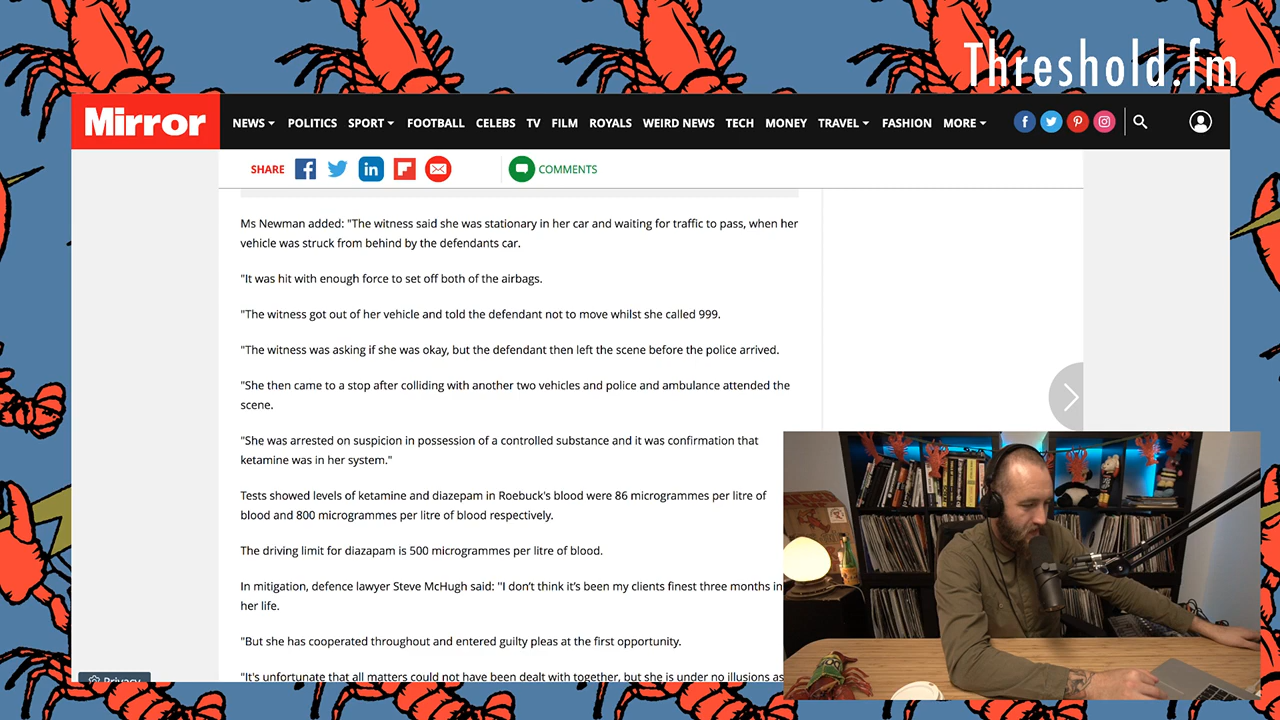 Threshold.fm
Mirror NEWS POLITICS SPORT FOOTBALL CELEBS TV FILM ROYALS WEIRD NEWS TECH MONEY TRAVEL FASHION MORE
SHARE COMMENTS
Ms Newman added: "The witness said she was stationary in her car and waiting for traffic to pass, when her
vehicle was struck from behind by the defendants car.
"It was hit with enough force to set off both of the airbags.
"The witness got out of her vehicle and told the defendant not to move whilst she called 999.
"The witness was asking if she was okay, but the defendant then left the scene before the police arrived.
"She then came to a stop after colliding with another two vehicles and police and ambulance attended the
scene.
"She was arrested on suspicion in possession of a controlled substance and it was confirmation that
ketamine was in her system."
Tests showed levels of ketamine and diazepam in Roebuck's blood were 86 microgrammes per litre of
blood and 800 microgrammes per litre of blood respectively.
The driving limit for diazapam is 500 microgrammes per litre of blood.
In mitigation, defence lawyer Steve McHugh said: "I don't think it's been my clients finest three months in
her life.
"But she has cooperated throughout and entered guilty pleas at the first opportunity.
"It's unfortunate that all matters could not have been dealt with together, but she is under no illusions as
Privacy